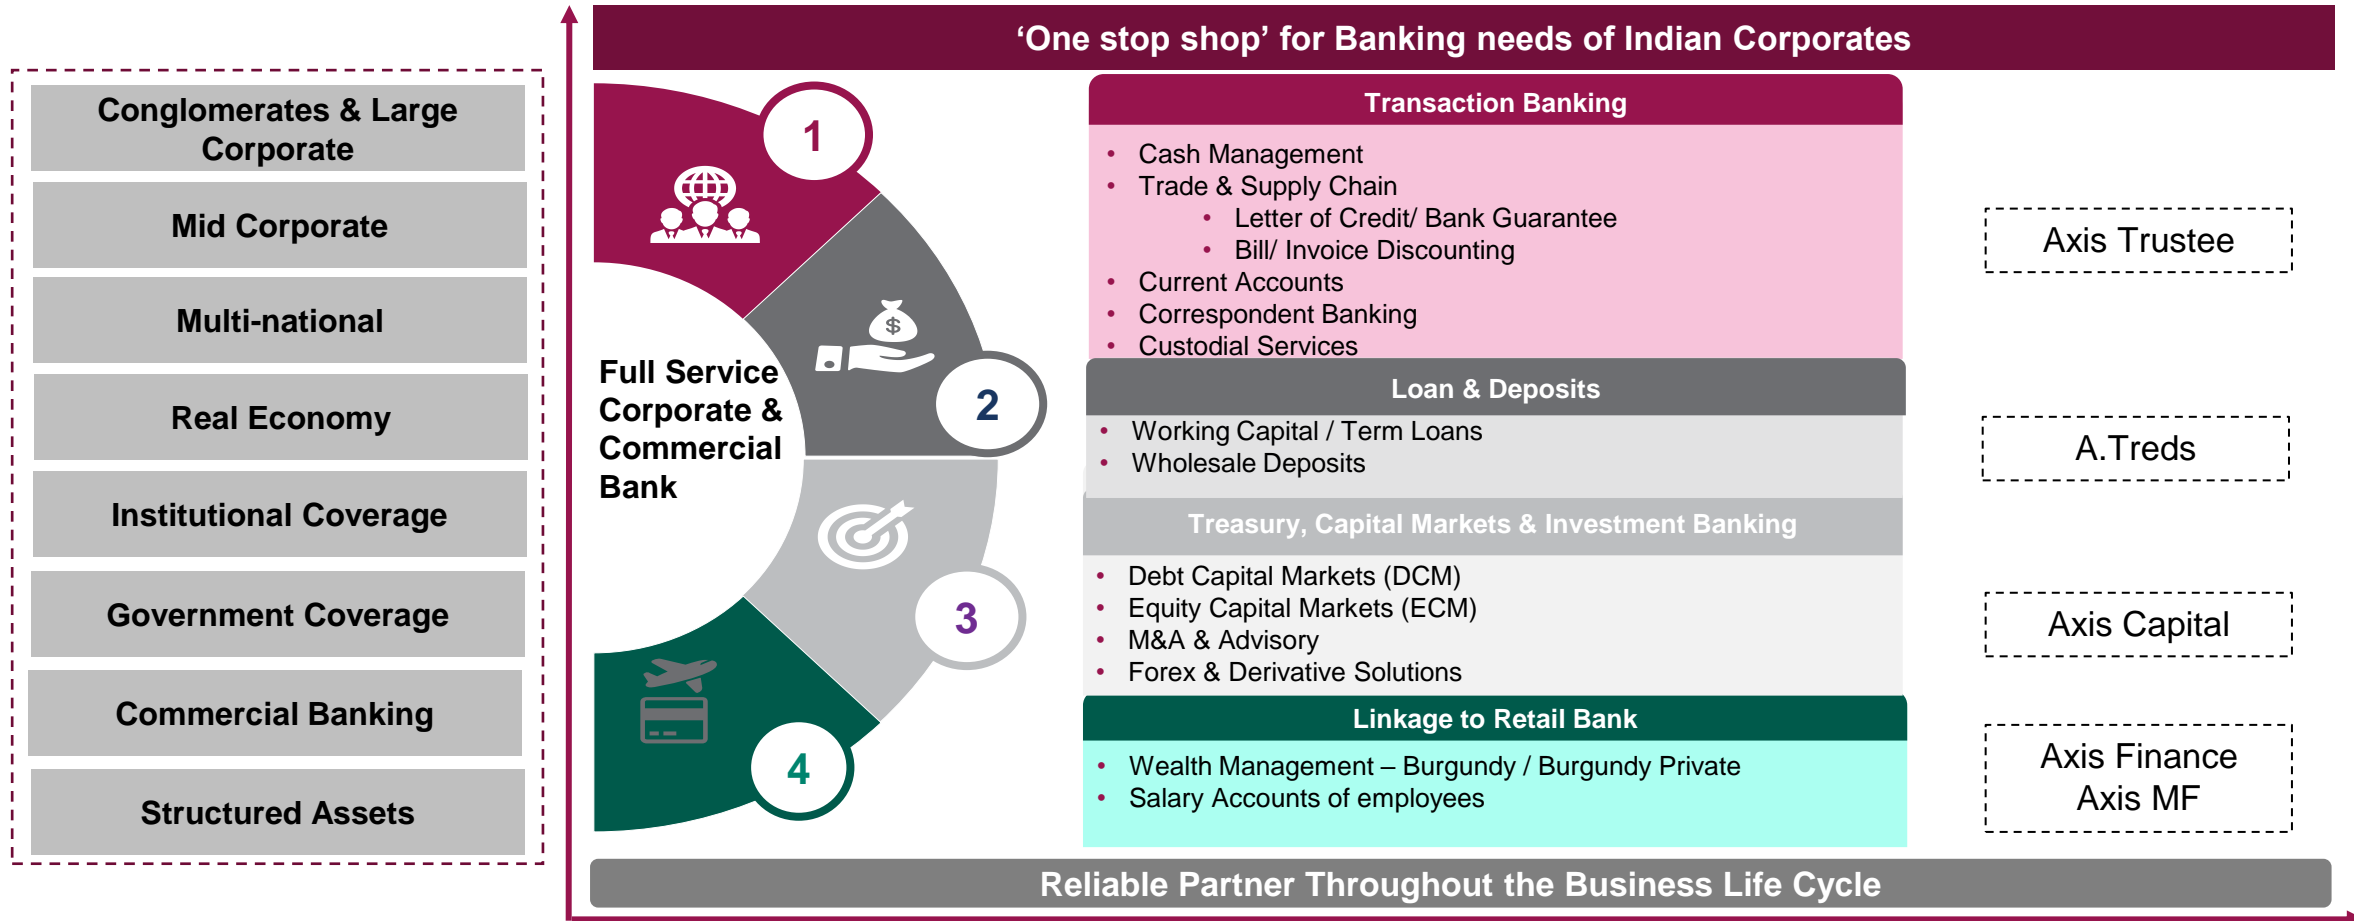 ‘One stop shop’ for Banking needs of Indian Corporates
Conglomerates & Large
Corporate
Mid Corporate
Multi-national
Real Economy
Institutional Coverage
Government Coverage
Commercial Banking
Structured Assets
Full Service
Corporate &
Commercial
Bank
1
2
$
3
4
Transaction Banking
• Cash Management
• Trade & Supply Chain
• Letter of Credit/ Bank Guarantee
• Bill/ Invoice Discounting
• Current Accounts
• Correspondent Banking
• Custodial Services
Loan & Deposits
• Working Capital / Term Loans
• Wholesale Deposits
Treasury, Capital Markets & Investment Banking
• Debt Capital Markets (DCM)
• Equity Capital Markets (ECM)
• M&A & Advisory
• Forex & Derivative Solutions
Linkage to Retail Bank
• Wealth Management – Burgundy / Burgundy Private
• Salary Accounts of employees
Axis Trustee
A.Treds
Axis Capital
Axis Finance
Axis MF
Reliable Partner Throughout the Business Life Cycle